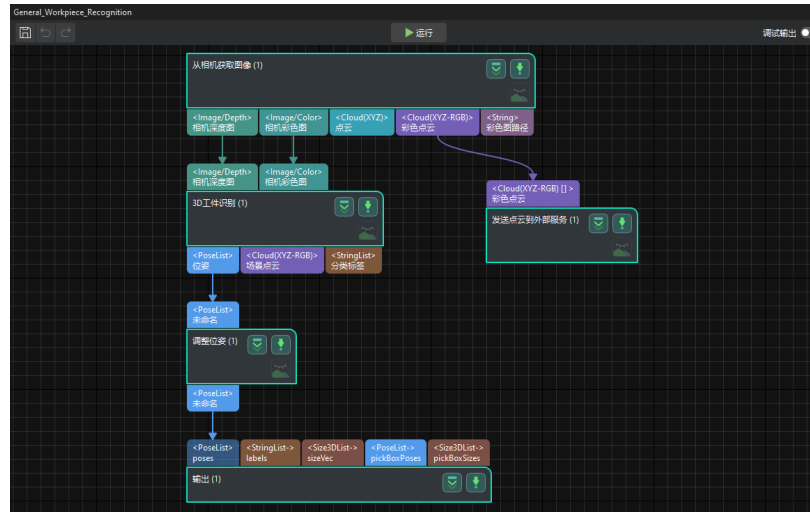 General_Workpiece_Recognition
运行
调试输出
从相机获取图像 (1)
<Image/Depth> <Image/Color> <Cloud(XYZ)> <Cloud(XYZ-RGB)> <String>
相机深度图 相机彩色图 点云 彩色点云 彩色图路径
<Image/Depth> <Image/Color>
相机深度图 相机彩色图
3D工件识别 (1)
<PoseList> <Cloud(XYZ-RGB)> <StringList>
位姿 场景点云 分类标签
<Cloud(XYZ-RGB) [] >
彩色点云
发送点云到外部服务 (1)
<PoseList>
未命名
调整位姿 (1)
<PoseList>
未命名
<PoseList> <StringList-> <Size3DList-> <PoseList-> <Size3DList->
poses labels sizeVec pickBoxPoses pickBoxSizes
输出 (1)